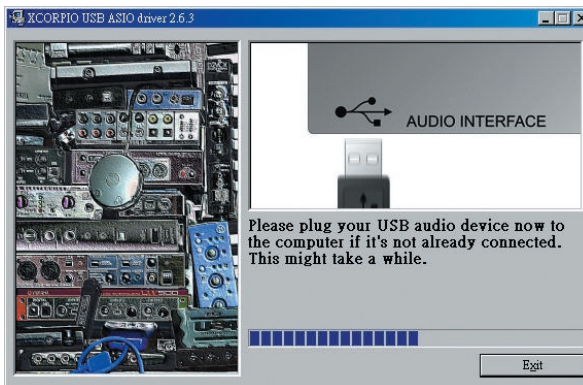 XCORPIO USB ASIO driver 2.6.3
AUDIO INTERFACE
Please plug your USB audio device now to
the computer if it's not already connected.
This might take a while.
Exit